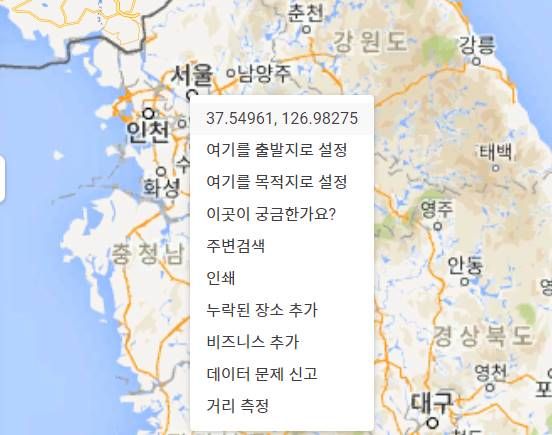 춘천
강원도
강릉
서울
남양주
37.54961, 126.98275
인천
여기를 출발지로 설정
태백
수
여기를 목적지로 설정
화성
이곳이 궁금한가요?
영주
충청남
주변검색
안동
인쇄
누락된 장소 추가
경상북도
비즈니스 추가
영천
데이터 문제 신고
포
대구
거리 측정